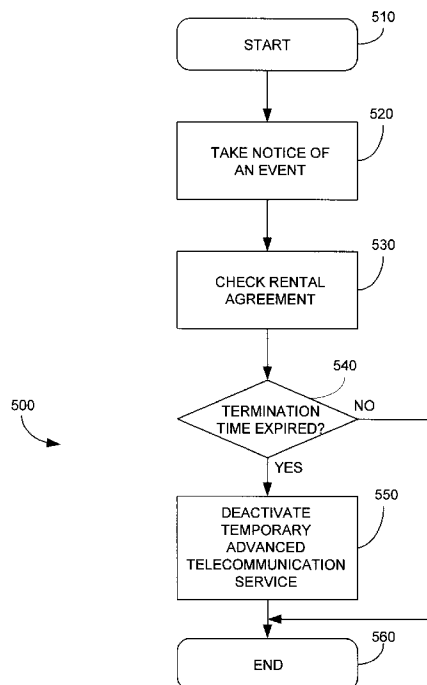 510
START
520
TAKE NOTICE OF
AN EVENT
530
CHECK RENTAL
AGREEMENT
540
500
TERMINATION
TIME EXPIRED?
NO
YES
550
DEACTIVATE
TEMPORARY
ADVANCED
TELECOMMUNICATION
SERVICE
560
END